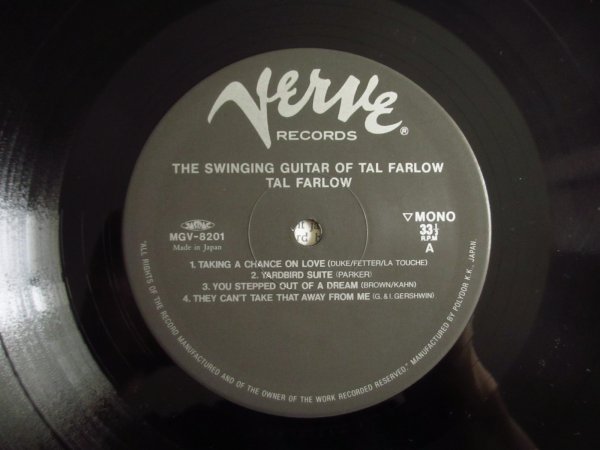 Verve
RECORDS ®
THE SWINGING GUITAR OF TAL FARLOW
TAL FARLOW
MGV-8201
Made in Japan
▽MONO
33⅓
R.P.M
A
1. TAKING A CHANCE ON LOVE (DUKE/FETTER/LA TOUCHE)
2. YARDBIRD SUITE (PARKER)
3. YOU STEPPED OUT OF A DREAM (BROWN/KAHN)
4. THEY CAN'T TAKE THAT AWAY FROM ME (G. & I. GERSHWIN)
"ALL RIGHTS OF THE RECORD MANUFACTURED AND OF THE OWNER OF THE WORK RECORDED RESERVED." MANUFACTURED BY POLYDOR K.K., JAPAN.